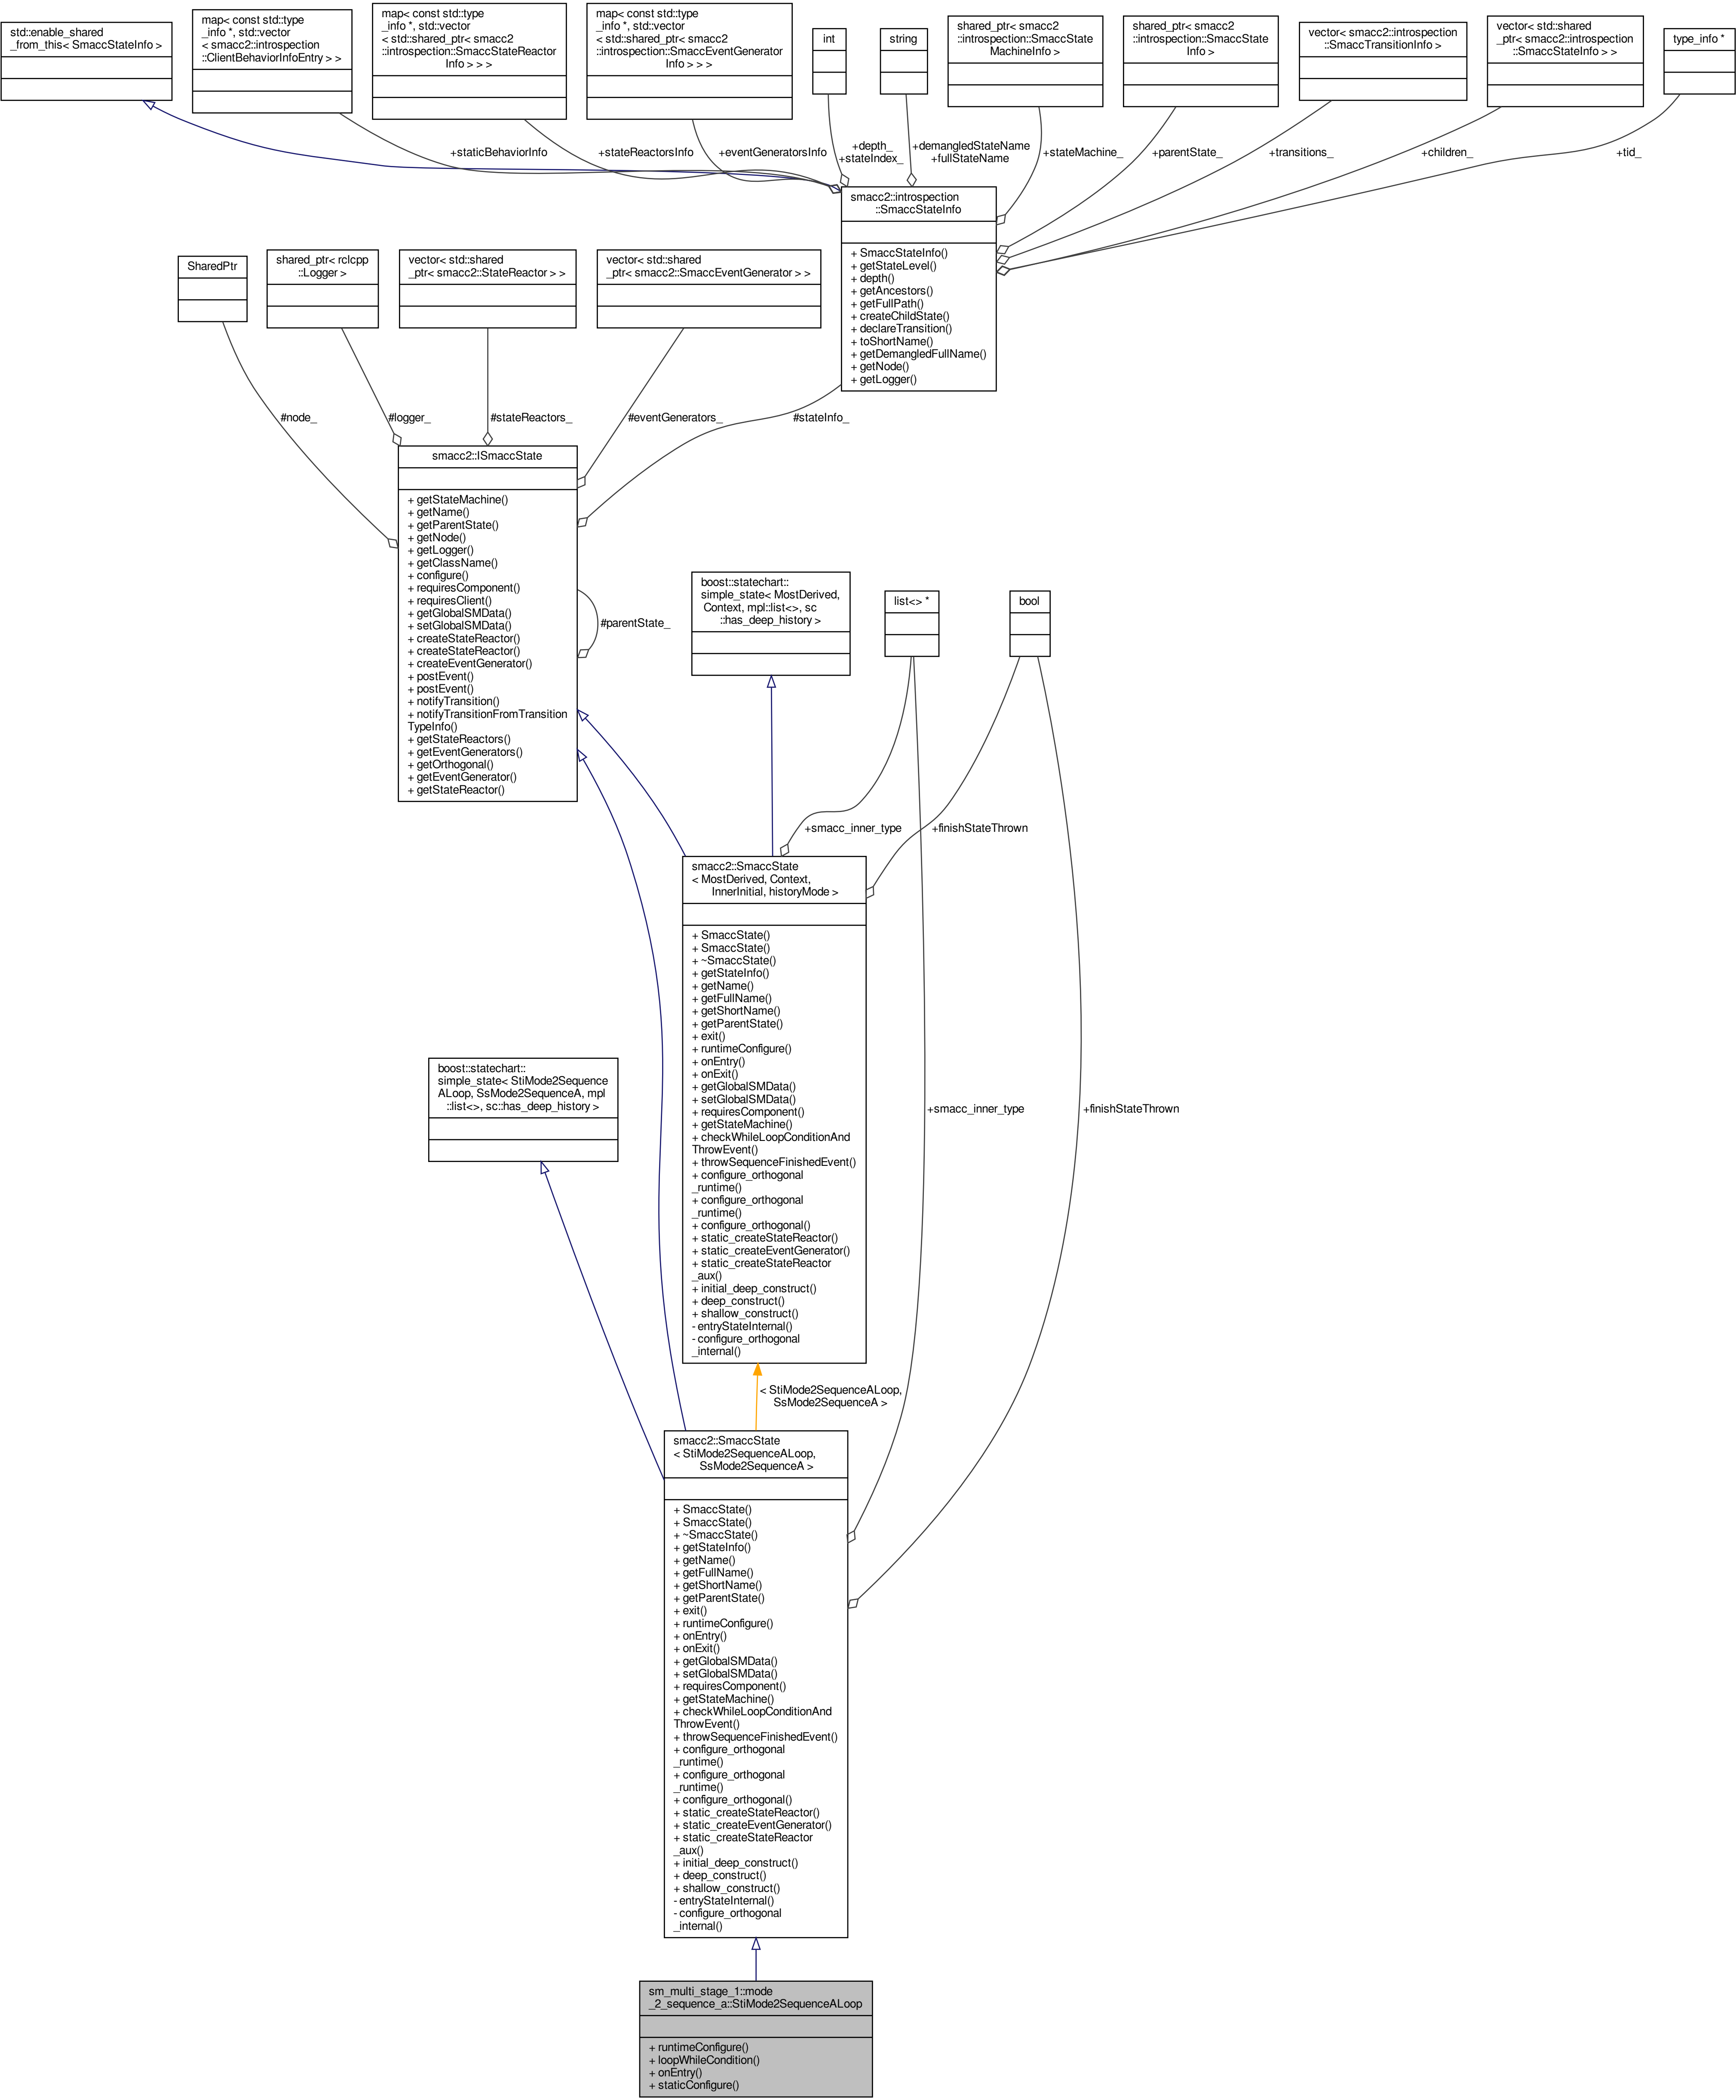 std::enable_shared
_from_this< SmaccStateInfo >
map< const std::type
_info *, std::vector
< smacc2::introspection
::ClientBehaviorInfoEntry > >
map< const std::type
_info *, std::vector
< std::shared_ptr< smacc2
::introspection::SmaccStateReactor
Info > > >
map< const std::type
_info *, std::vector
< std::shared_ptr< smacc2
::introspection::SmaccEventGenerator
Info > > >
int
string
shared_ptr< smacc2
::introspection::SmaccState
MachineInfo >
shared_ptr< smacc2
::introspection::SmaccState
Info >
vector< smacc2::introspection
::SmaccTransitionInfo >
vector< std::shared
_ptr< smacc2::introspection
::SmaccStateInfo > >
type_info *
+staticBehaviorInfo
+stateReactorsInfo
+eventGeneratorsInfo
+depth_
+stateIndex_
+demangledStateName
+fullStateName
+stateMachine_
+parentState_
+transitions_
+children_
+tid_
smacc2::introspection
::SmaccStateInfo
+ SmaccStateInfo()
+ getStateLevel()
+ depth()
+ getAncestors()
+ getFullPath()
+ createChildState()
+ declareTransition()
+ toShortName()
+ getDemangledFullName()
+ getNode()
+ getLogger()
SharedPtr
shared_ptr< rclcpp
::Logger >
vector< std::shared
_ptr< smacc2::StateReactor > >
vector< std::shared
_ptr< smacc2::SmaccEventGenerator > >
#node_
#logger_
#stateReactors_
#eventGenerators_
#stateInfo_
smacc2::ISmaccState
+ getStateMachine()
+ getName()
+ getParentState()
+ getNode()
+ getLogger()
+ getClassName()
+ configure()
+ requiresComponent()
+ requiresClient()
+ getGlobalSMData()
+ setGlobalSMData()
+ createStateReactor()
+ createStateReactor()
+ createEventGenerator()
+ postEvent()
+ postEvent()
+ notifyTransition()
+ notifyTransitionFromTransition
TypeInfo()
+ getStateReactors()
+ getEventGenerators()
+ getOrthogonal()
+ getEventGenerator()
+ getStateReactor()
#parentState_
boost::statechart::
simple_state< MostDerived,
Context, mpl::list<>, sc
::has_deep_history >
list<> *
bool
+smacc_inner_type
+finishStateThrown
smacc2::SmaccState
< MostDerived, Context,
InnerInitial, historyMode >
+ SmaccState()
+ SmaccState()
+ ~SmaccState()
+ getStateInfo()
+ getName()
+ getFullName()
+ getShortName()
+ getParentState()
+ exit()
+ runtimeConfigure()
+ onEntry()
+ onExit()
+ getGlobalSMData()
+ setGlobalSMData()
+ requiresComponent()
+ getStateMachine()
+ checkWhileLoopConditionAnd
ThrowEvent()
+ throwSequenceFinishedEvent()
+ configure_orthogonal
_runtime()
+ configure_orthogonal
_runtime()
+ configure_orthogonal()
+ static_createStateReactor()
+ static_createEventGenerator()
+ static_createStateReactor
_aux()
+ initial_deep_construct()
+ deep_construct()
+ shallow_construct()
- entryStateInternal()
- configure_orthogonal
_internal()
boost::statechart::
simple_state< StiMode2Sequence
ALoop, SsMode2SequenceA, mpl
::list<>, sc::has_deep_history >
+smacc_inner_type
+finishStateThrown
< StiMode2SequenceALoop,
SsMode2SequenceA >
smacc2::SmaccState
< StiMode2SequenceALoop,
SsMode2SequenceA >
+ SmaccState()
+ SmaccState()
+ ~SmaccState()
+ getStateInfo()
+ getName()
+ getFullName()
+ getShortName()
+ getParentState()
+ exit()
+ runtimeConfigure()
+ onEntry()
+ onExit()
+ getGlobalSMData()
+ setGlobalSMData()
+ requiresComponent()
+ getStateMachine()
+ checkWhileLoopConditionAnd
ThrowEvent()
+ throwSequenceFinishedEvent()
+ configure_orthogonal
_runtime()
+ configure_orthogonal
_runtime()
+ configure_orthogonal()
+ static_createStateReactor()
+ static_createEventGenerator()
+ static_createStateReactor
_aux()
+ initial_deep_construct()
+ deep_construct()
+ shallow_construct()
- entryStateInternal()
- configure_orthogonal
_internal()
sm_multi_stage_1::mode
_2_sequence_a::StiMode2SequenceALoop
+ runtimeConfigure()
+ loopWhileCondition()
+ onEntry()
+ staticConfigure()